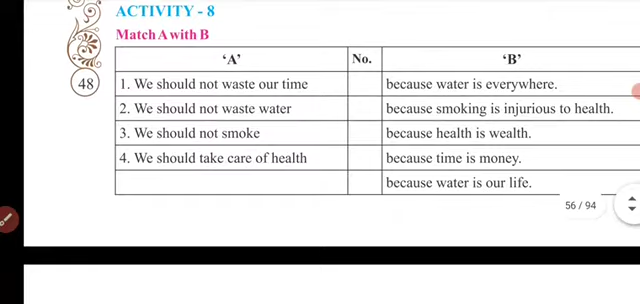 ACTIVITY - 8
Match A with B
'A' No. 'B'
48
1. We should not waste our time because water is everywhere.
2. We should not waste water because smoking is injurious to health.
3. We should not smoke because health is wealth.
4. We should take care of health because time is money.
because water is our life.
56 / 94